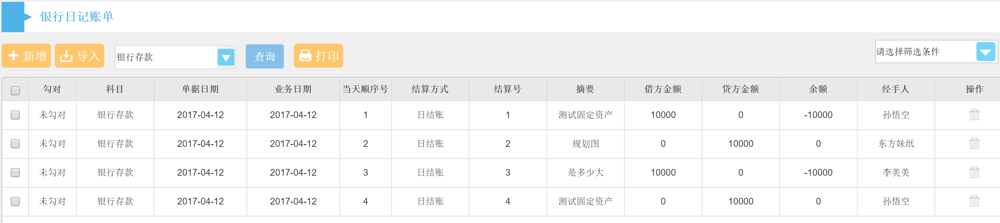 银行日记账单
新增 导入 银行存款 查询 打印 请选择筛选条件
勾对 科目 单据日期 业务日期 当天顺序号 结算方式 结算号 摘要 借方金额 贷方金额 余额 经手人 操作
未勾对 银行存款 2017-04-12 2017-04-12 1 日结账 1 测试固定资产 10000 0 -10000 孙悟空
未勾对 银行存款 2017-04-12 2017-04-12 2 日结账 2 规划图 0 10000 0 东方妹纸
未勾对 银行存款 2017-04-12 2017-04-12 3 日结账 3 是多少大 10000 0 -10000 李美美
未勾对 银行存款 2017-04-12 2017-04-12 4 日结账 4 测试固定资产 0 10000 0 孙悟空